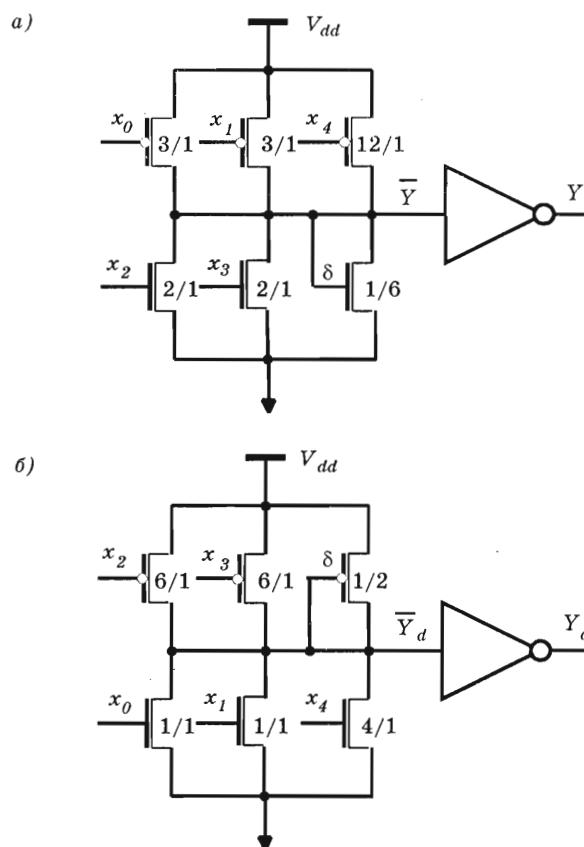 а)
V_dd
x_0 3/1 x_1 3/1 x_4 12/1
Y̅ Y
x_2 2/1 x_3 2/1 δ 1/6
б)
V_dd
x_2 6/1 x_3 6/1 δ 1/2
Y̅_d Y_d
x_0 1/1 x_1 1/1 x_4 4/1